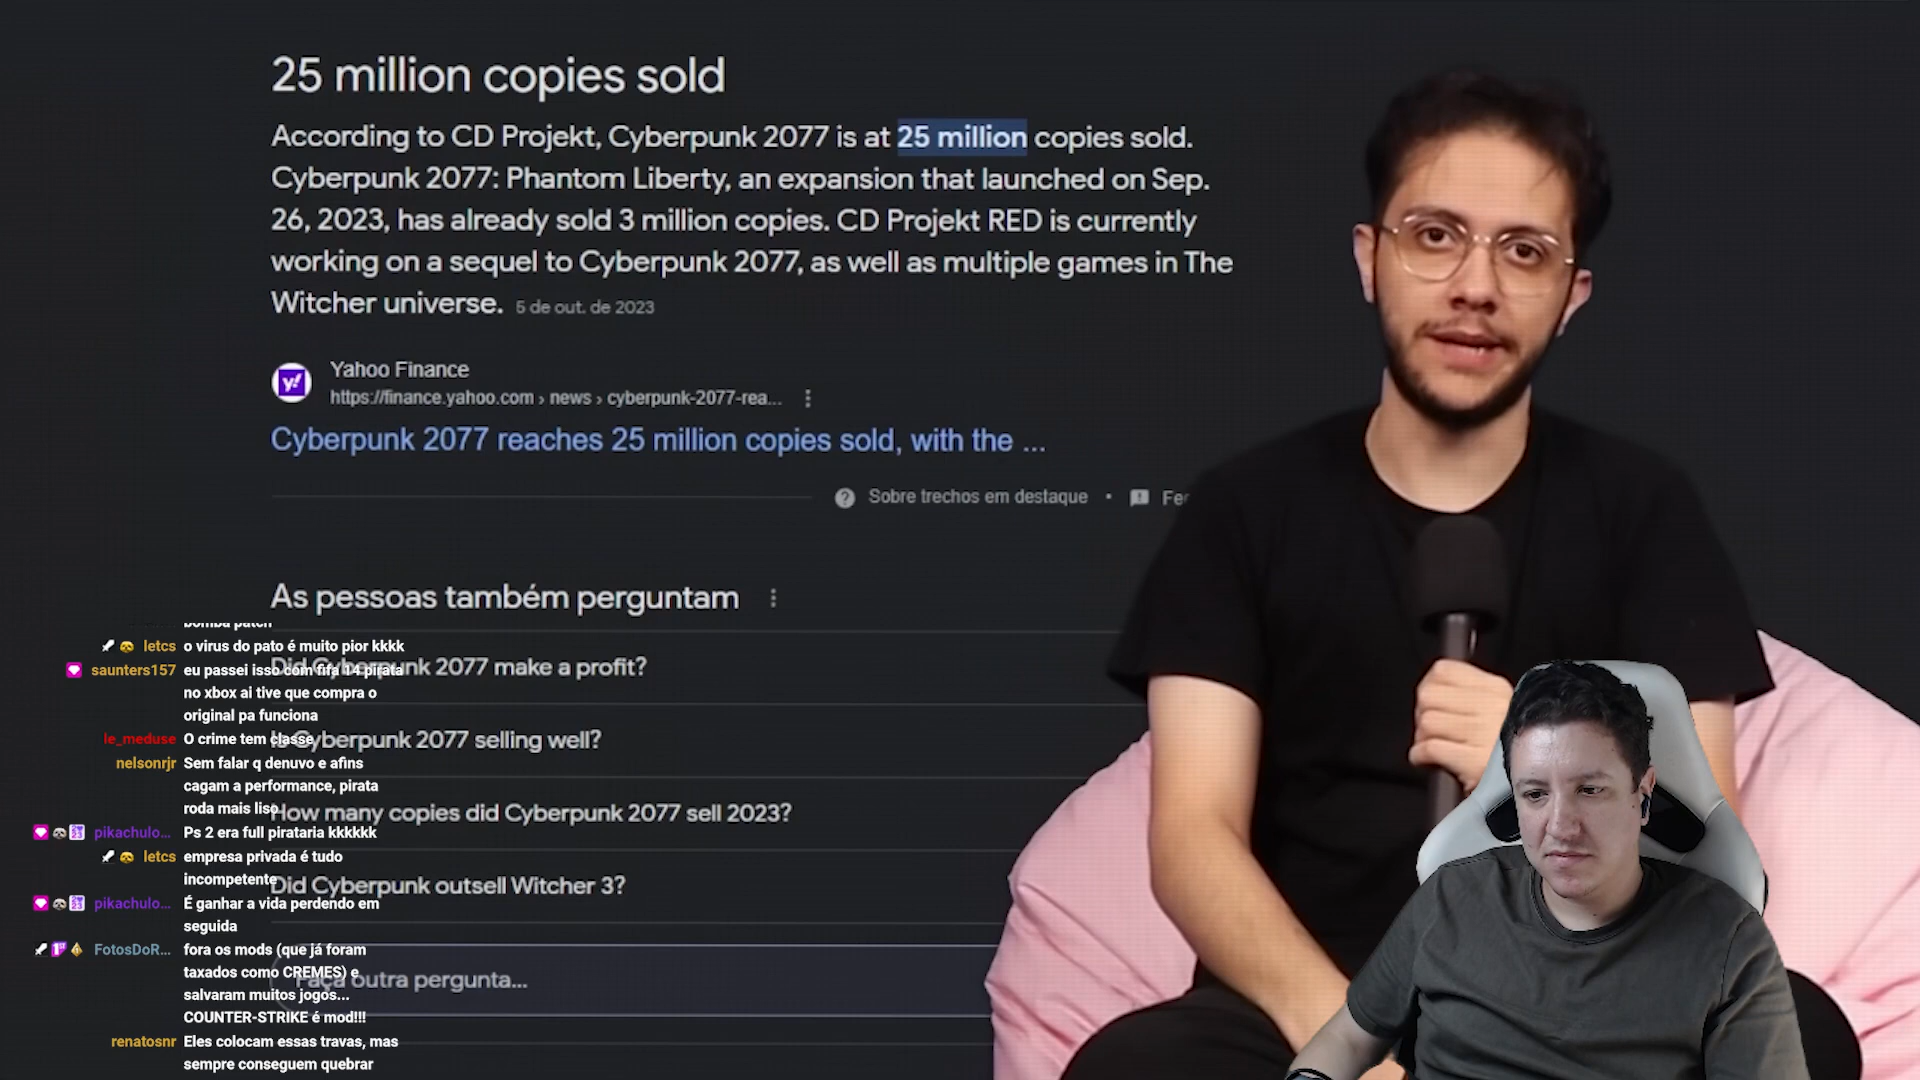 25 million copies sold
According to CD Projekt, Cyberpunk 2077 is at 25 million copies sold.
Cyberpunk 2077: Phantom Liberty, an expansion that launched on Sep.
26, 2023, has already sold 3 million copies. CD Projekt RED is currently
working on a sequel to Cyberpunk 2077, as well as multiple games in The
Witcher universe. 5 de out. de 2023
Yahoo Finance
https://finance.yahoo.com › news › cyberpunk-2077-rea...
Cyberpunk 2077 reaches 25 million copies sold, with the ...
Sobre trechos em destaque
As pessoas também perguntam
Did Cyberpunk 2077 make a profit?
Is Cyberpunk 2077 selling well?
How many copies did Cyberpunk 2077 sell 2023?
Did Cyberpunk outsell Witcher 3?
Faça outra pergunta...
bomba patch
letcs o virus do pato é muito pior kkkk
saunters157 eu passei isso com fifa 14 pirata
no xbox ai tive que compra o
original pa funciona
le_meduse O crime tem classe
nelsonrjr Sem falar q denuvo e afins
cagam a performance, pirata
roda mais liso
pikachulo... Ps 2 era full pirataria kkkkkk
letcs empresa privada é tudo
incompetente
pikachulo... É ganhar a vida perdendo em
seguida
FotosDoR... fora os mods (que já foram
taxados como CREMES) e
salvaram muitos jogos...
COUNTER-STRIKE é mod!!!
renatosnr Eles colocam essas travas, mas
sempre conseguem quebrar